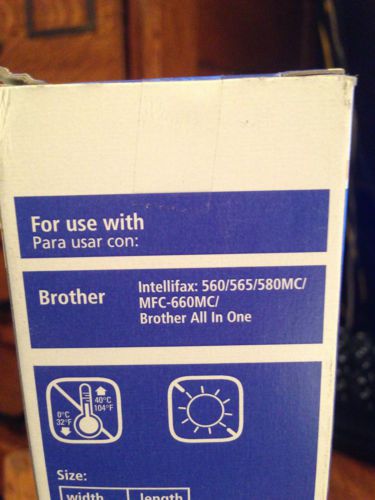 For use with
Para usar con:
Brother
Intellifax: 560/565/580MC/
MFC-660MC/
Brother All In One
40°C
104°F
0°C
32°F
Size:
width length